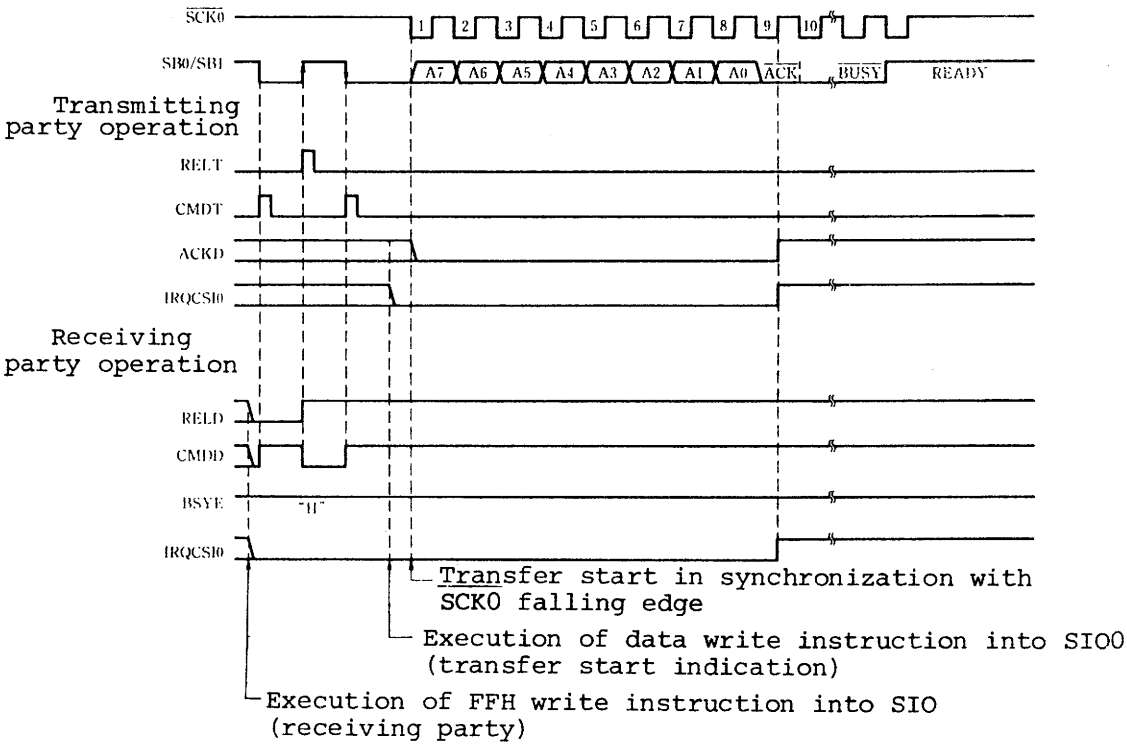 SCK0
1 2 3 4 5 6 7 8 9 10
SB0/SB1
A7 A6 A5 A4 A3 A2 A1 A0 ACK BUSY READY
Transmitting
party operation
RELT
CMDT
ACKD
IRQCSI0
Receiving
party operation
RELD
CMDD
BSYE
"H"
IRQCSI0
Transfer start in synchronization with
SCK0 falling edge
Execution of data write instruction into SIO0
(transfer start indication)
Execution of FFH write instruction into SIO
(receiving party)